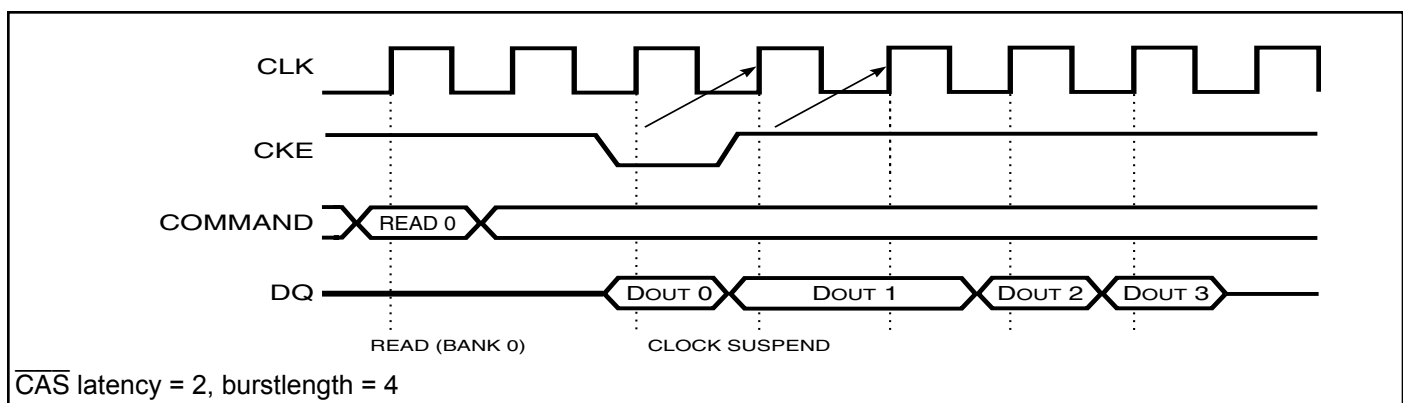 CLK
CKE
COMMAND
READ 0
DQ
DOUT 0
DOUT 1
DOUT 2
DOUT 3
READ (BANK 0)
CLOCK SUSPEND
CAS latency = 2, burstlength = 4